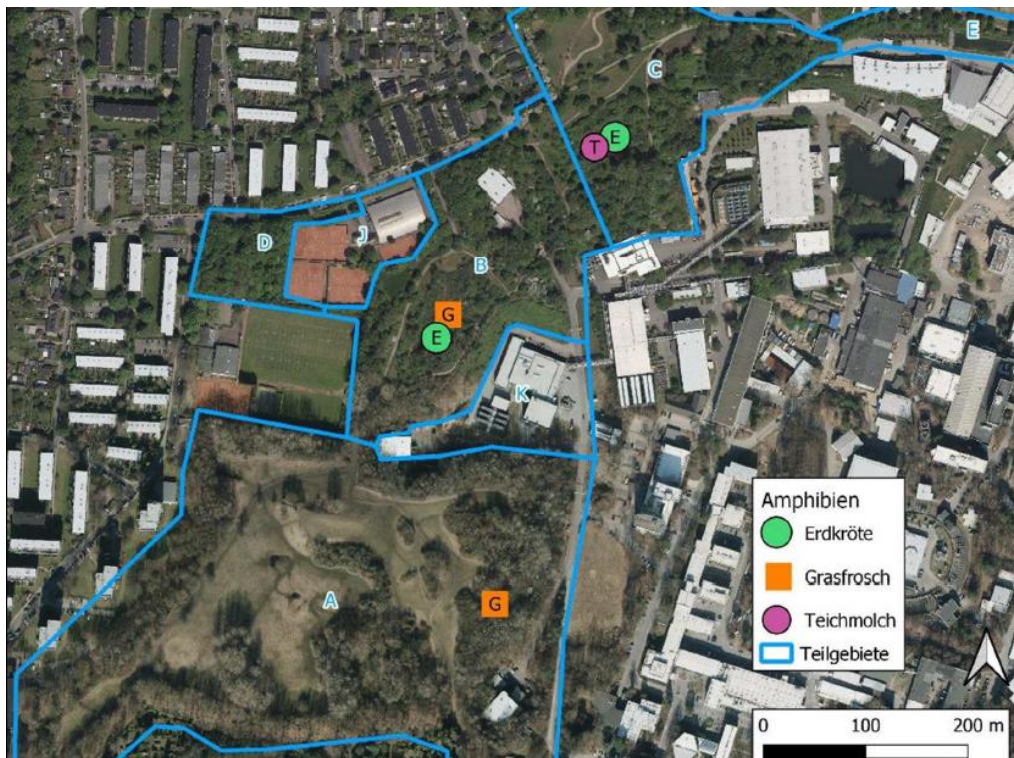 E
C
T E
D
J
B
G
E
K
A
G
Amphibien
E Erdkröte
G Grasfrosch
T Teichmolch
Teilgebiete
0 100 200 m